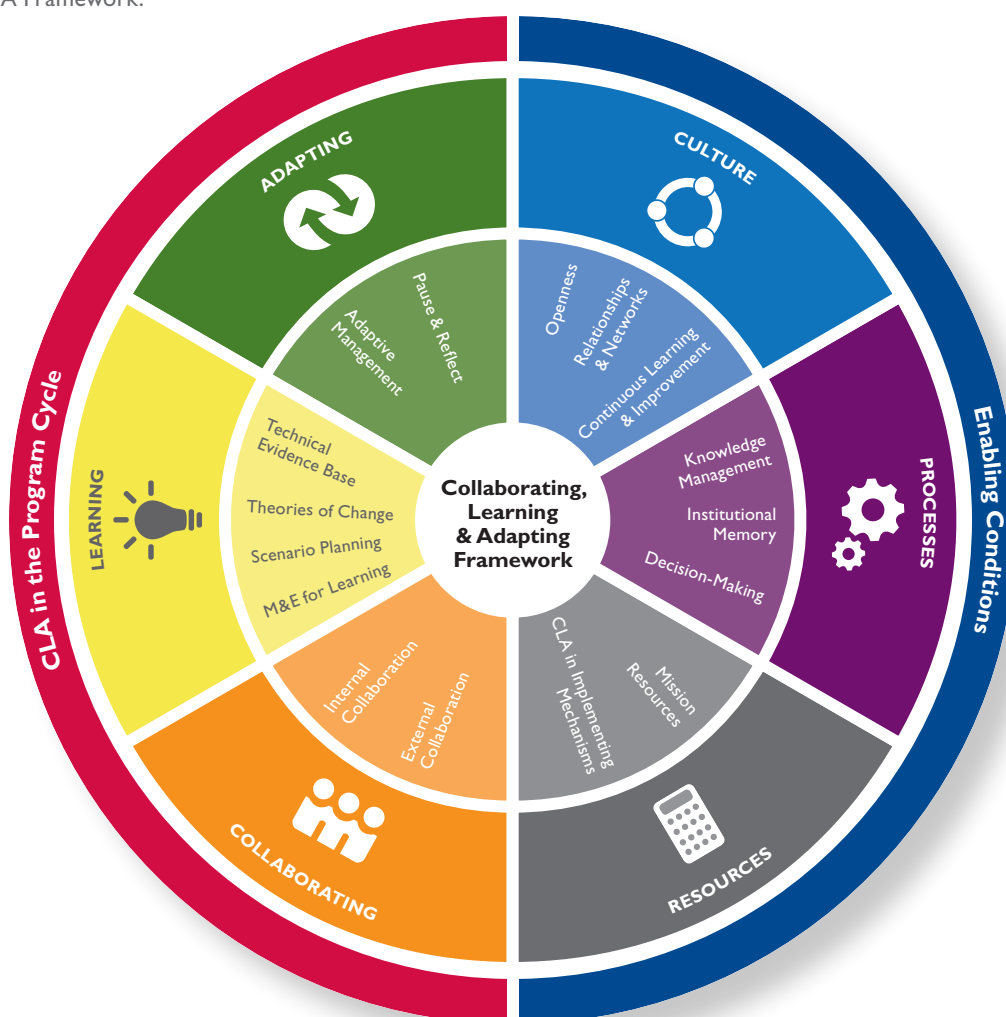 A Framework.
CLA in the Program Cycle
Enabling Conditions
ADAPTING
Adaptive
Management
Pause & Reflect
CULTURE
Openness
Relationships
& Networks
Continuous Learning
& Improvement
PROCESSES
Knowledge
Management
Institutional
Memory
Decision-Making
RESOURCES
Mission
Resources
CLA in Implementing
Mechanisms
COLLABORATING
Internal
Collaboration
External
Collaboration
LEARNING
Technical
Evidence Base
Theories of Change
Scenario Planning
M&E for Learning
Collaborating,
Learning
& Adapting
Framework